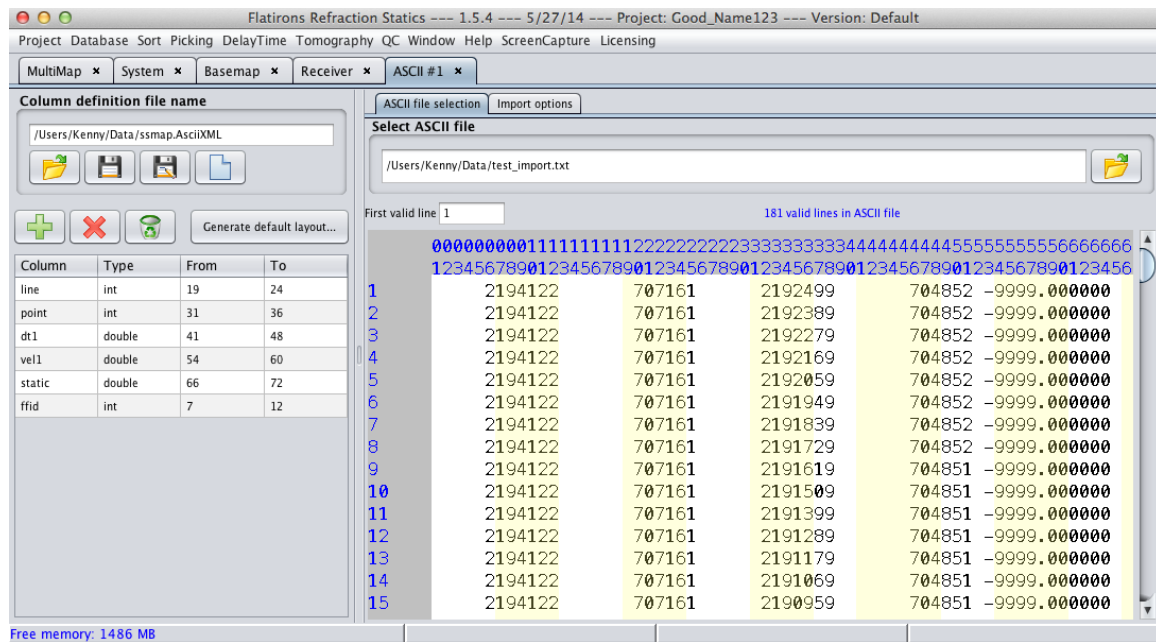 Flatirons Refraction Statics --- 1.5.4 --- 5/27/14 --- Project: Good_Name123 --- Version: Default
Project Database Sort Picking DelayTime Tomography QC Window Help ScreenCapture Licensing
MultiMap × System × Basemap × Receiver × ASCII #1 ×
Column definition file name
/Users/Kenny/Data/ssmap.AsciiXML
Generate default layout...
Column Type From To
line int 19 24
point int 31 36
dt1 double 41 48
vel1 double 54 60
static double 66 72
ffid int 7 12
ASCII file selection Import options
Select ASCII file
/Users/Kenny/Data/test_import.txt
First valid line 1 181 valid lines in ASCII file
000000000111111111122222222223333333333444444444455555555556666666
123456789012345678901234567890123456789012345678901234567890123456
1 2194122 707161 2192499 704852 -9999.000000
2 2194122 707161 2192389 704852 -9999.000000
3 2194122 707161 2192279 704852 -9999.000000
4 2194122 707161 2192169 704852 -9999.000000
5 2194122 707161 2192059 704852 -9999.000000
6 2194122 707161 2191949 704852 -9999.000000
7 2194122 707161 2191839 704852 -9999.000000
8 2194122 707161 2191729 704852 -9999.000000
9 2194122 707161 2191619 704851 -9999.000000
10 2194122 707161 2191509 704851 -9999.000000
11 2194122 707161 2191399 704851 -9999.000000
12 2194122 707161 2191289 704851 -9999.000000
13 2194122 707161 2191179 704851 -9999.000000
14 2194122 707161 2191069 704851 -9999.000000
15 2194122 707161 2190959 704851 -9999.000000
Free memory: 1486 MB